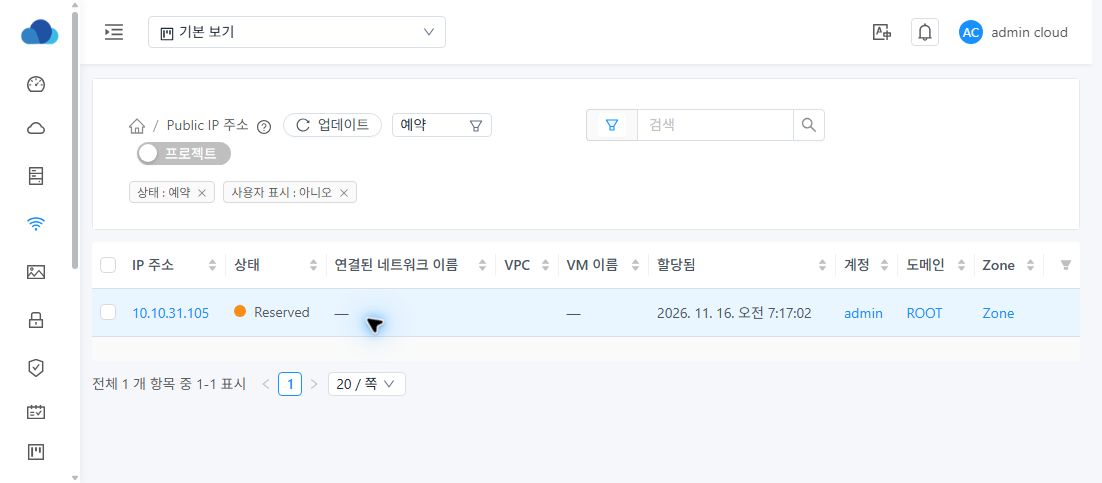 기본 보기
AC admin cloud
/ Public IP 주소 업데이트 예약 검색
프로젝트
상태 : 예약 사용자 표시 : 아니오
IP 주소 상태 연결된 네트워크 이름 VPC VM 이름 할당됨 계정 도메인 Zone
10.10.31.105 Reserved — — 2026. 11. 16. 오전 7:17:02 admin ROOT Zone
전체 1 개 항목 중 1-1 표시 < 1 > 20 / 쪽